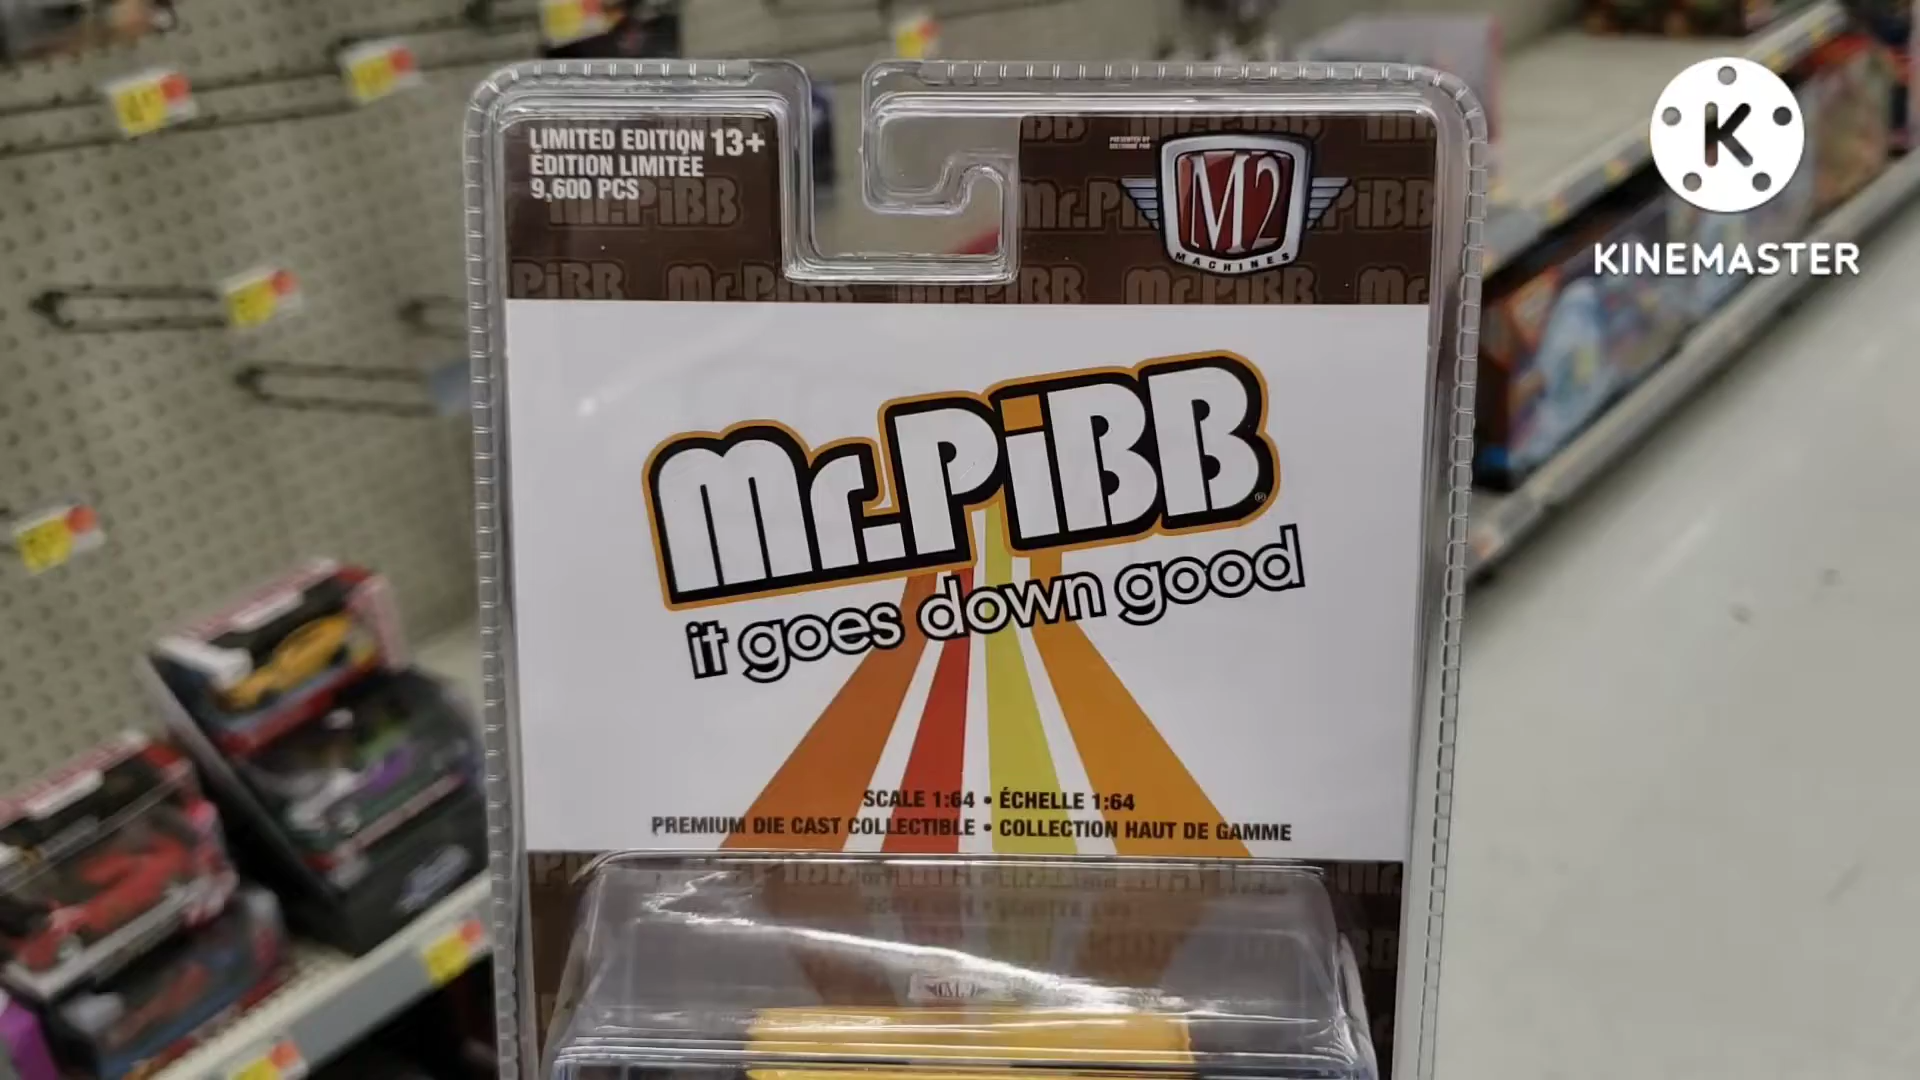 LIMITED EDITION 13+
ÉDITION LIMITÉE
9,600 PCS
M2
MACHINES
KINEMASTER
Mr.PiBB
it goes down good
SCALE 1:64 • ÉCHELLE 1:64
PREMIUM DIE CAST COLLECTIBLE • COLLECTION HAUT DE GAMME